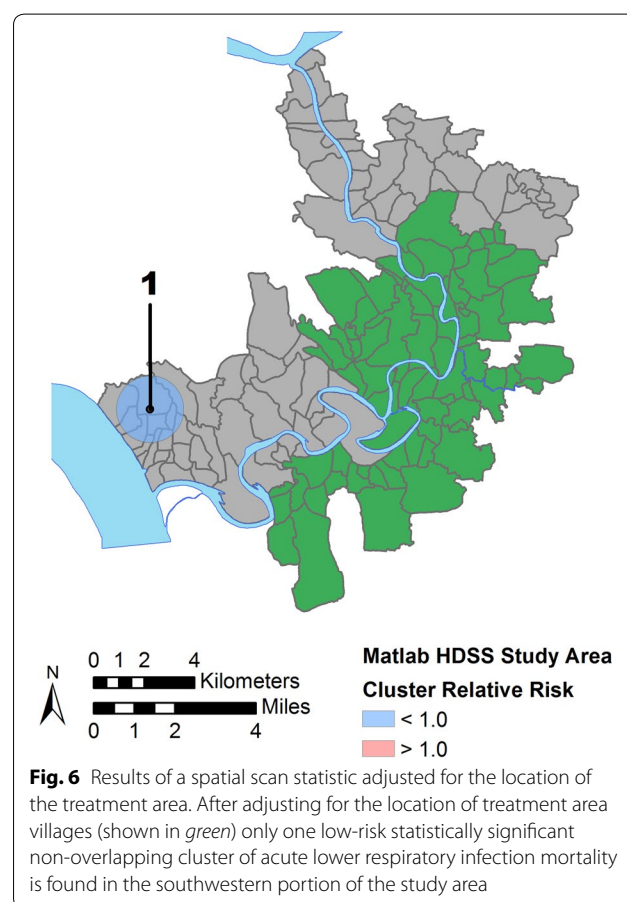 1
N
0 1 2 4
Kilometers
Miles
0 1 2 4
Matlab HDSS Study Area
Cluster Relative Risk
< 1.0
> 1.0
Fig. 6 Results of a spatial scan statistic adjusted for the location of
the treatment area. After adjusting for the location of treatment area
villages (shown in green) only one low-risk statistically significant
non-overlapping cluster of acute lower respiratory infection mortality
is found in the southwestern portion of the study area